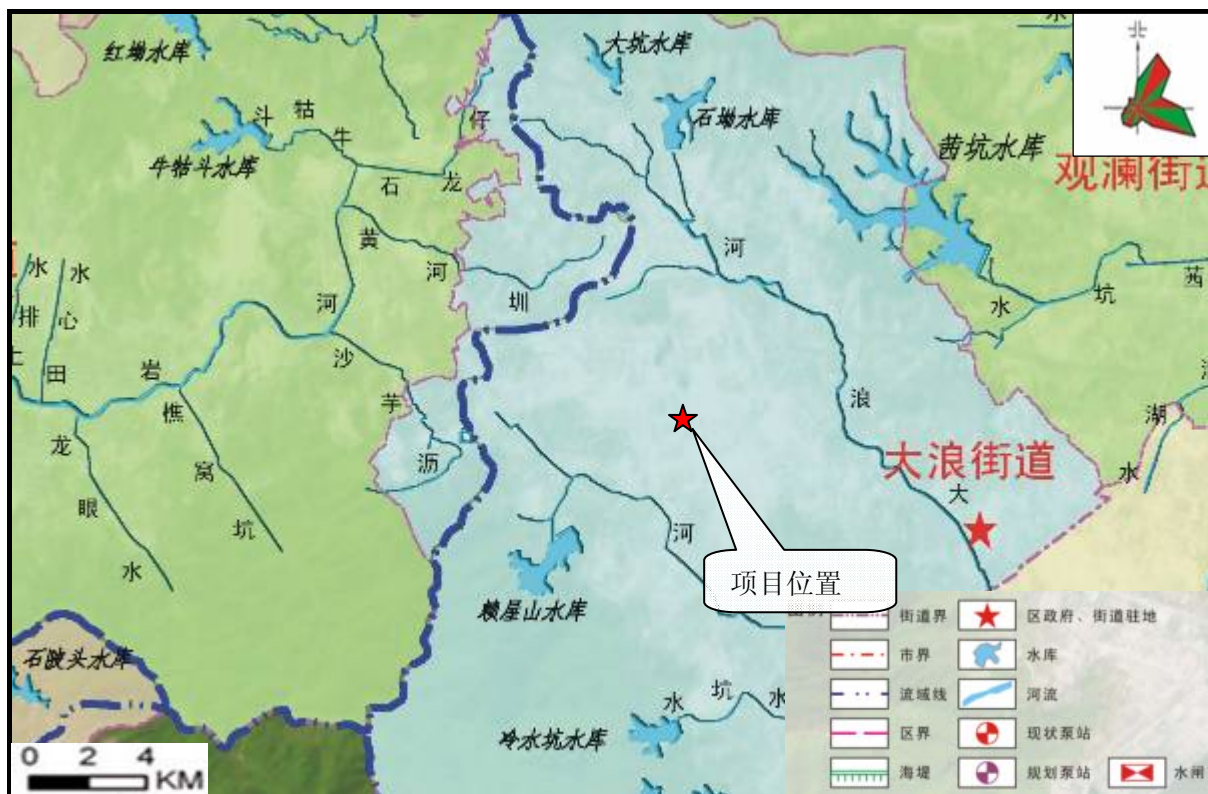 红坳水库
大坑水库
水
北
石坳水库
茜坑水库
观澜街道
牛牯斗水库
斗
牯
牛
石
龙
仔
黄
河
圳
河
水
坑
茜
水
水
排
心
田
岩
河
沙
芋
沥
樵
窝
坑
龙
眼
水
浪
大浪街道
大
湖
水
河
项目位置
赖屋山水库
石陂头水库
冷水坑水库
水
坑
水
街道界
区政府、街道驻地
市界
水库
流域线
河流
区界
现状泵站
海堤
规划泵站
水闸
0 2 4
KM